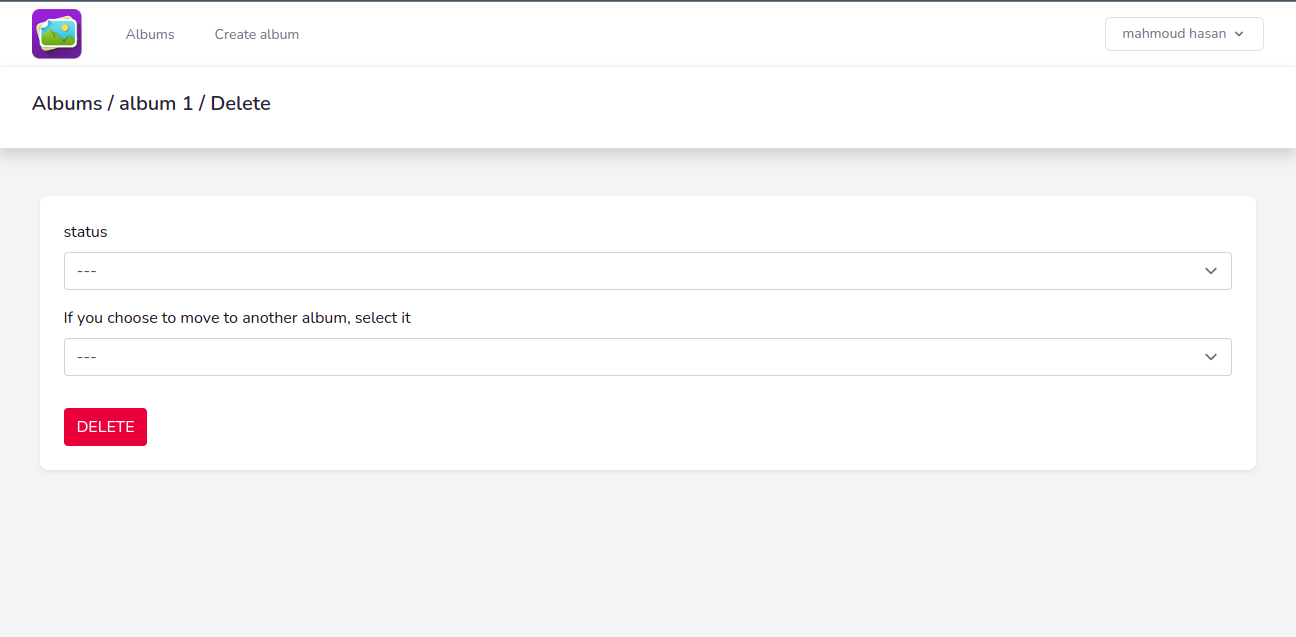 Albums Create album mahmoud hasan
Albums / album 1 / Delete
status
---
If you choose to move to another album, select it
---
DELETE